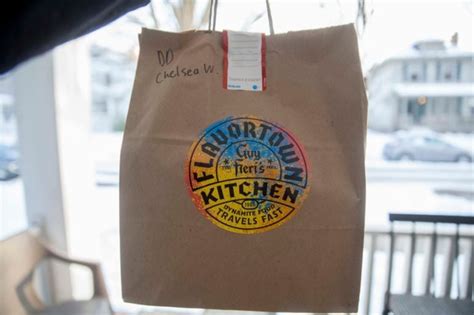 DD
Chelsea W.
FLAVORTOWN
Guy
Fieri's
KITCHEN
DYNAMITE FOOD
TRAVELS FAST